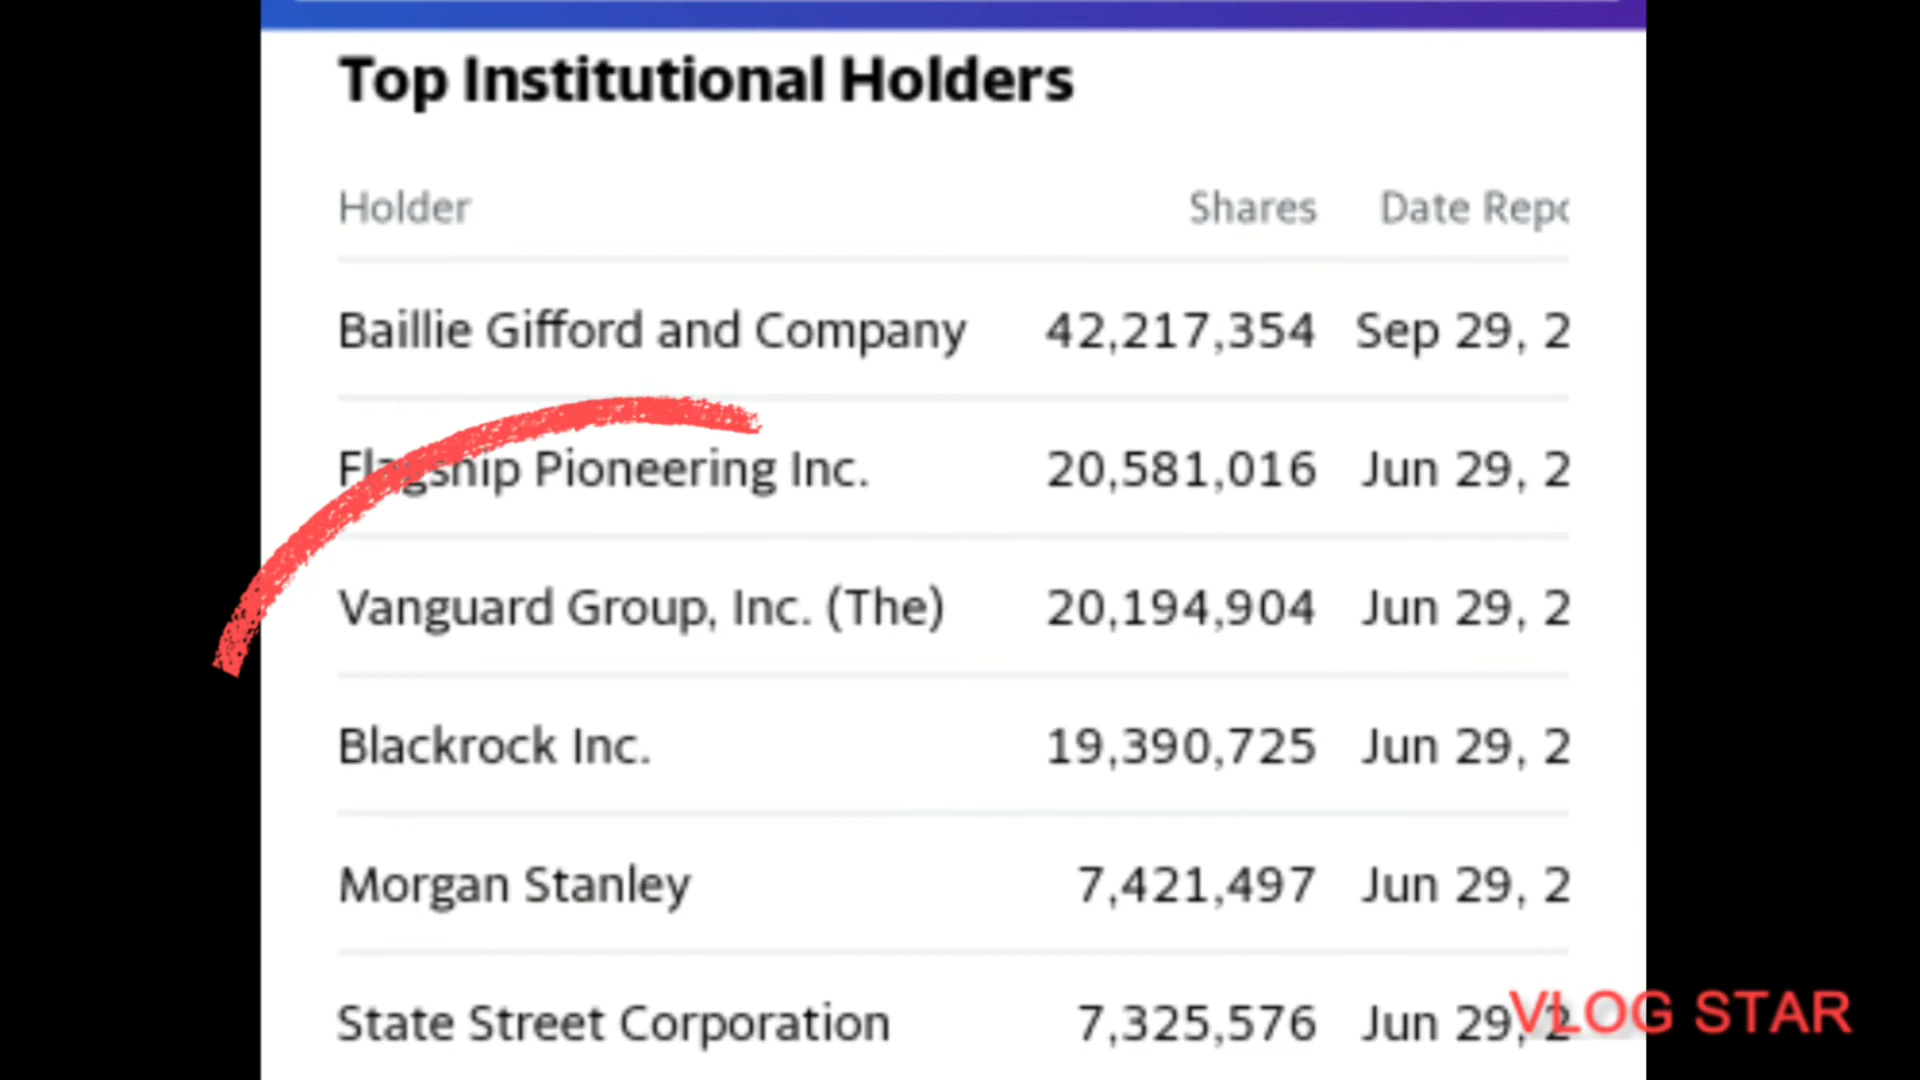 Top Institutional Holders
Holder Shares Date Repo
Baillie Gifford and Company 42,217,354 Sep 29, 2
Flagship Pioneering Inc. 20,581,016 Jun 29, 2
Vanguard Group, Inc. (The) 20,194,904 Jun 29, 2
Blackrock Inc. 19,390,725 Jun 29, 2
Morgan Stanley 7,421,497 Jun 29, 2
State Street Corporation 7,325,576 Jun 29, 2
VLOG STAR